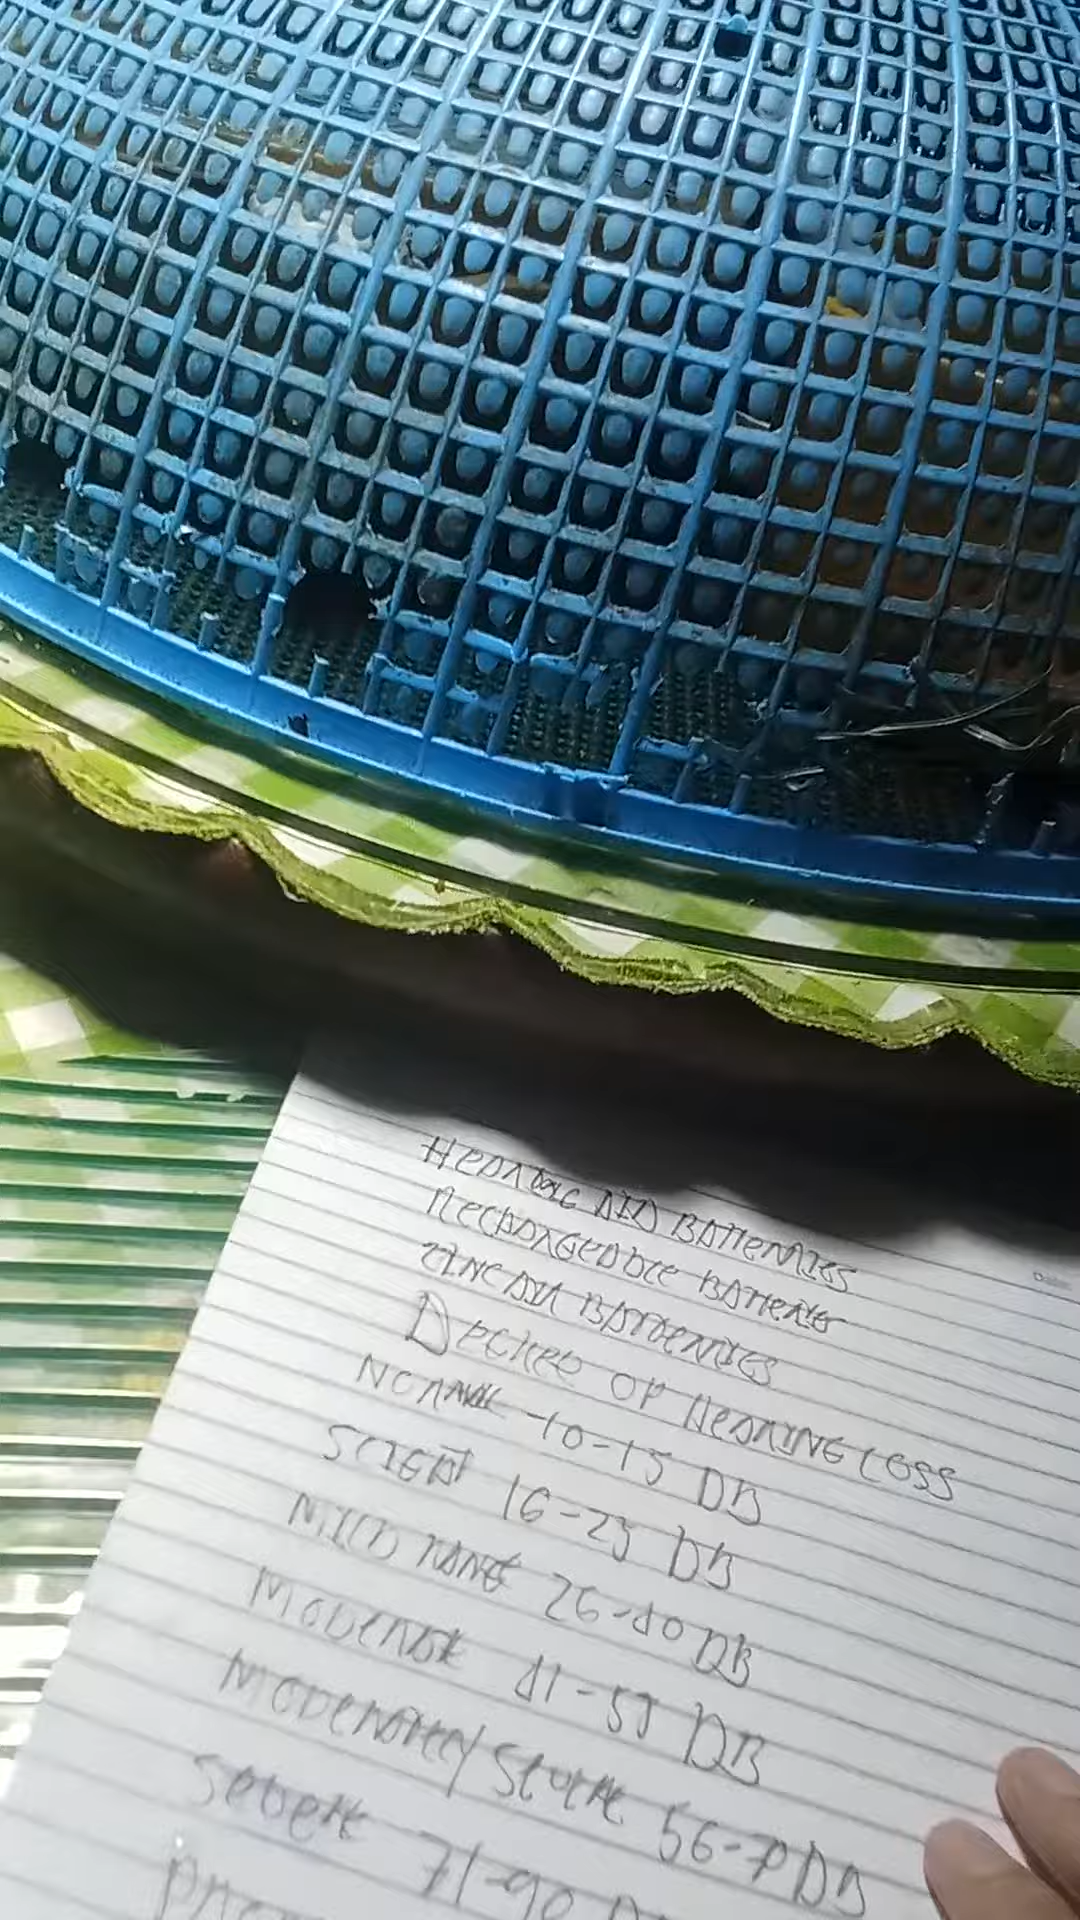 HEARING AID BATTERIES
RECHARGEABLE BATTERIES
ZINC AIR BATTERIES
DEGREE OF HEARING LOSS
NORMAL -10-15 DB
SLIGHT 16-25 DB
MILD RANGE 26-40 DB
MODERATE 41-55 DB
MODERATELY SEVERE 56-70 DB
SEVERE 71-90